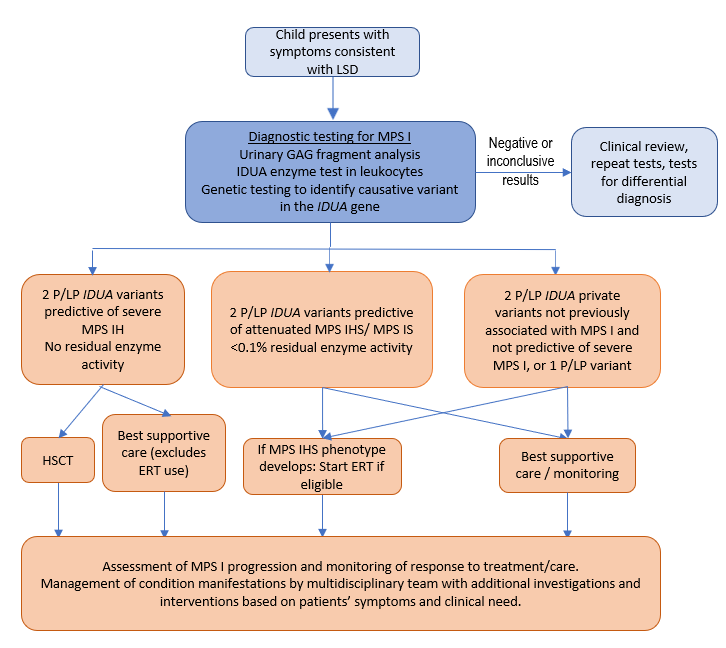 Child presents with
symptoms consistent
with LSD
Diagnostic testing for MPS I
Urinary GAG fragment analysis
IDUA enzyme test in leukocytes
Genetic testing to identify causative variant
in the IDUA gene
Negative or
inconclusive
results
Clinical review,
repeat tests, tests
for differential
diagnosis
2 P/LP IDUA variants
predictive of severe
MPS IH
No residual enzyme
activity
2 P/LP IDUA variants predictive
of attenuated MPS IHS/ MPS IS
<0.1% residual enzyme activity
2 P/LP IDUA private
variants not previously
associated with MPS I and
not predictive of severe
MPS I, or 1 P/LP variant
HSCT
Best supportive
care (excludes
ERT use)
If MPS IHS phenotype
develops: Start ERT if
eligible
Best supportive
care / monitoring
Assessment of MPS I progression and monitoring of response to treatment/care.
Management of condition manifestations by multidisciplinary team with additional investigations and
interventions based on patients’ symptoms and clinical need.